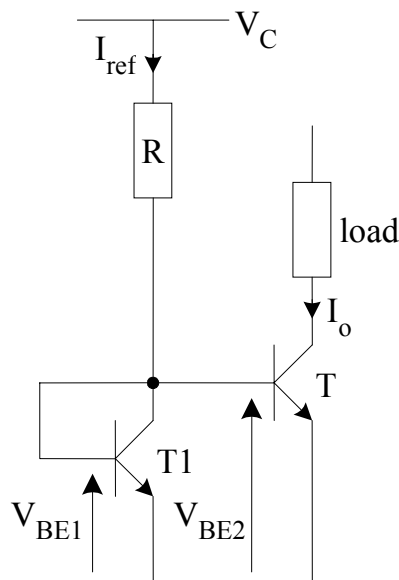 V_C
I_ref
R
load
I_o
T
T1
V_BE1
V_BE2